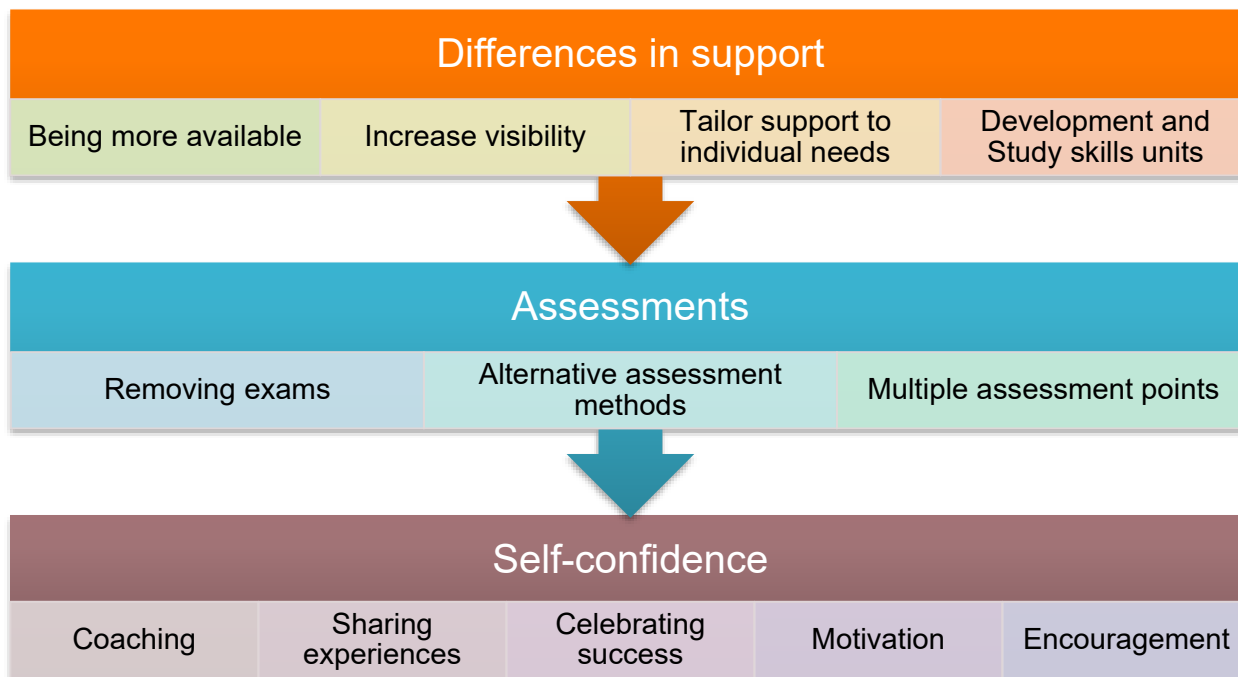 Differences in support
Being more available
Increase visibility
Tailor support to
individual needs
Development and
Study skills units
Assessments
Removing exams
Alternative assessment
methods
Multiple assessment points
Self-confidence
Coaching
Sharing
experiences
Celebrating
success
Motivation
Encouragement